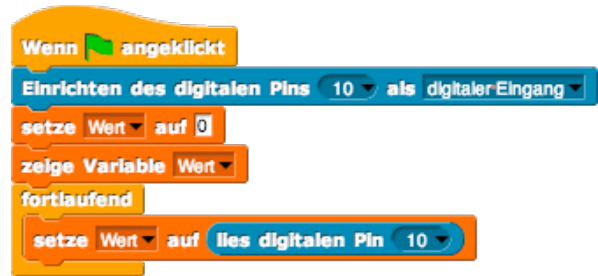 Wenn angeklickt
Einrichten des digitalen Pins 10 als digitaler Eingang
setze Wert auf 0
zeige Variable Wert
fortlaufend
setze Wert auf lies digitalen Pin 10